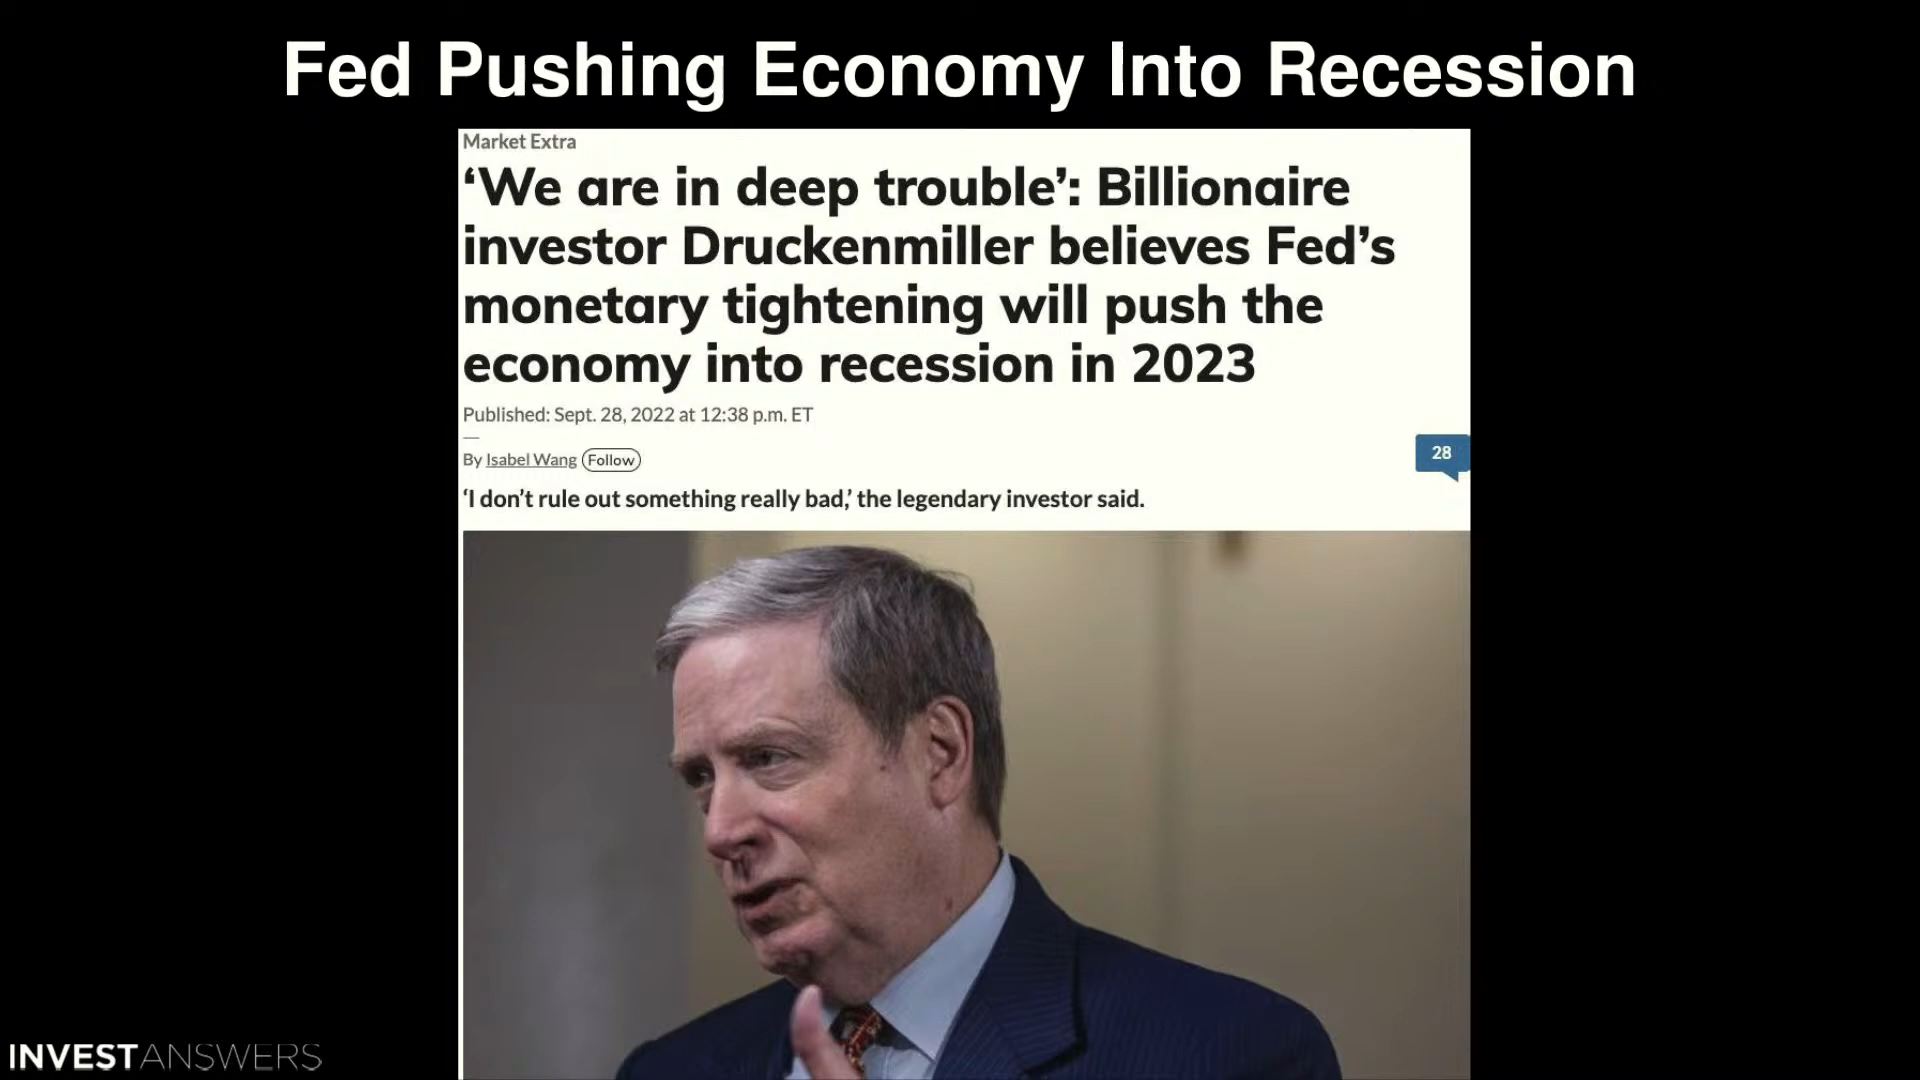 Fed Pushing Economy Into Recession
Market Extra
‘We are in deep trouble’: Billionaire
investor Druckenmiller believes Fed’s
monetary tightening will push the
economy into recession in 2023
Published: Sept. 28, 2022 at 12:38 p.m. ET
By Isabel Wang Follow
28
‘I don’t rule out something really bad,’ the legendary investor said.
INVESTANSWERS